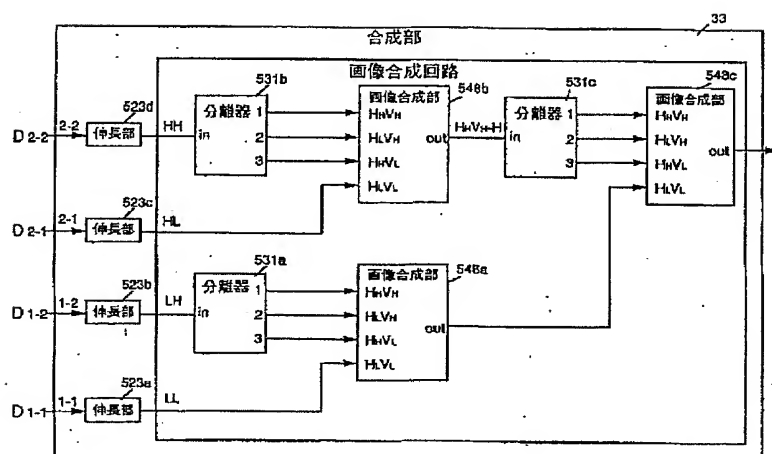 合成部
33
画像合成回路
531b
分離器
in
1
2
3
画像合成部
548b
HHVH
HLVH
HHVL
HLVL
out
HHVH-H
531c
分離器
in
1
2
3
548c
画像合成部
HHVH
HLVH
HHVL
HLVL
out
D2-2
2-2
523d
伸長部
HH
D2-1
2-1
523c
伸長部
HL
531a
分離器
in
1
2
3
画像合成部
548a
HHVH
HLVH
HHVL
HLVL
out
D1-2
1-2
523b
伸長部
LH
D1-1
1-1
523a
伸長部
LL